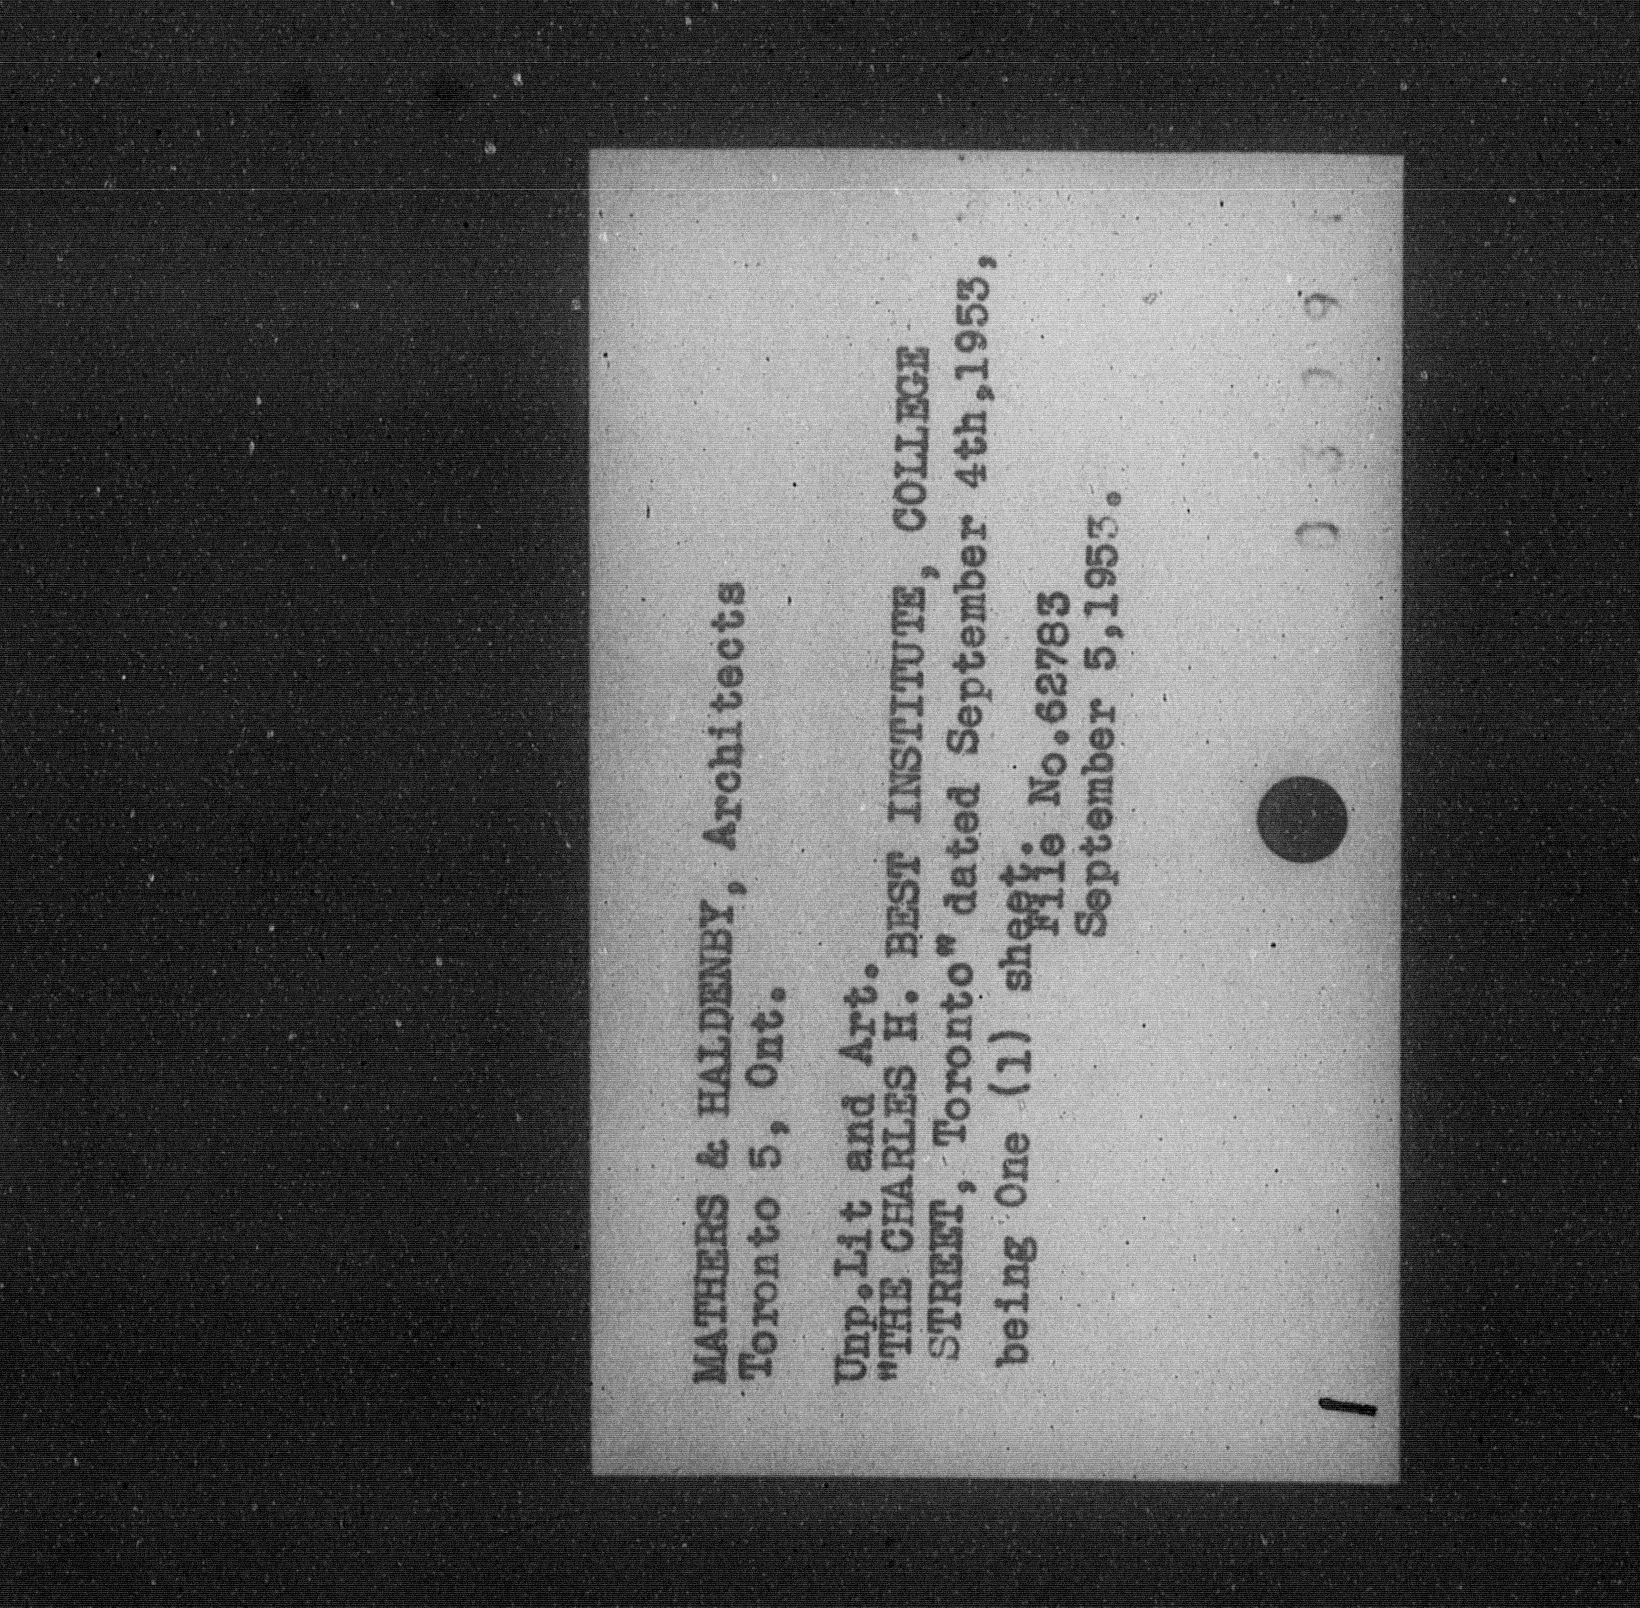 MATHERS & HALDENBY, Architects
Toronto 5, Ont.
Unp.Lit and Art.
"THE CHARLES H. BEST INSTITUTE, COLLEGE
STREET, Toronto" dated September 4th,1953,
being One (1) sheet.
File No.62783
September 5,1953.